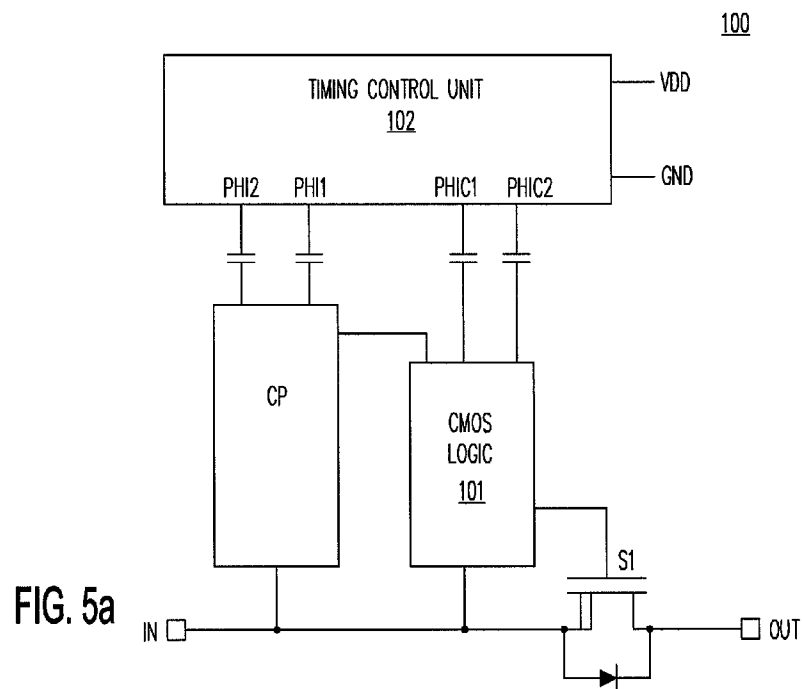 100
TIMING CONTROL UNIT
102
VDD
GND
PHI2 PHI1 PHIC1 PHIC2
CP
CMOS
LOGIC
101
S1
FIG. 5a
IN
OUT